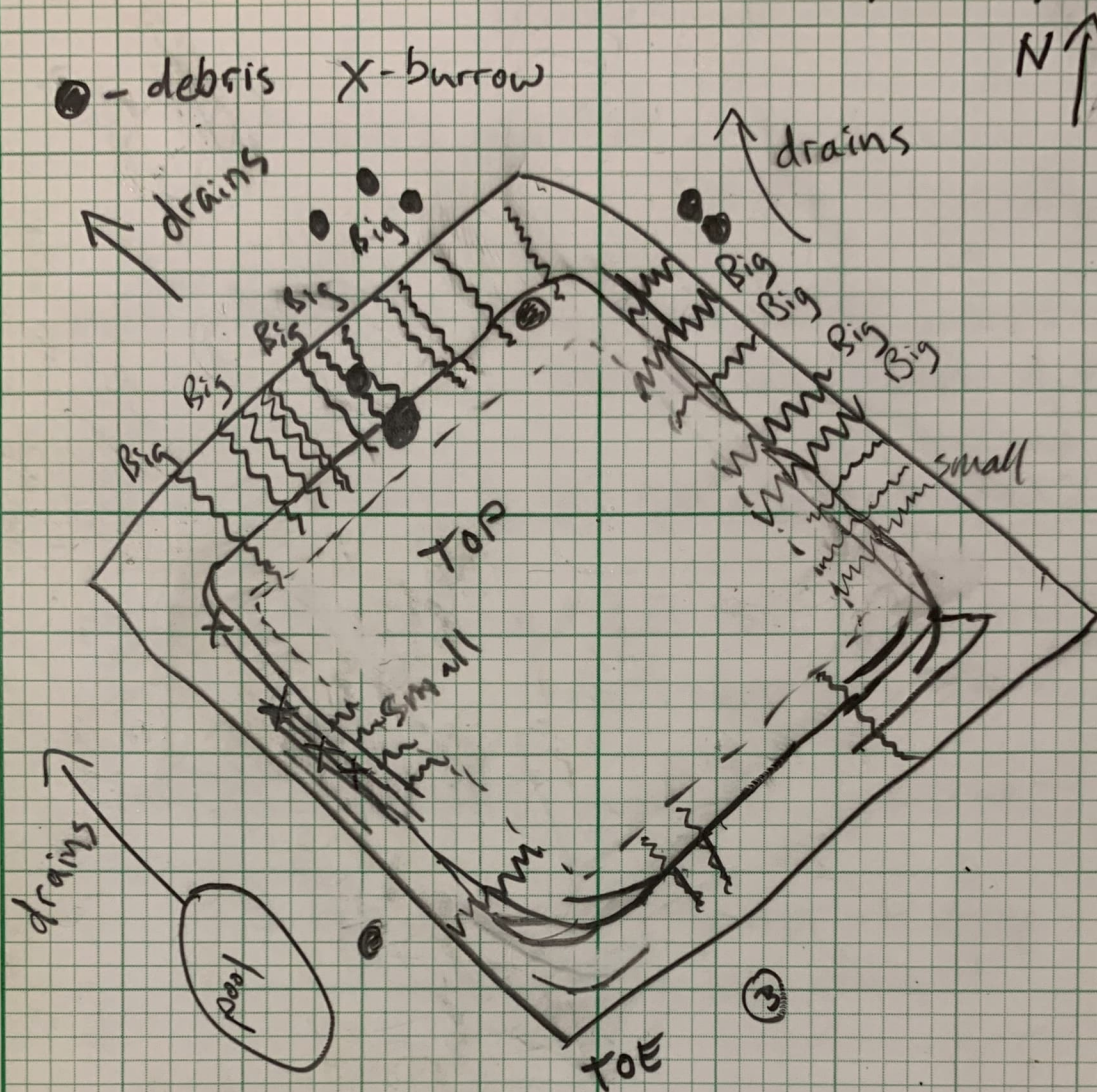 N
● - debris X - burrow
drains
drains
Big
Big
Big
Big
Big
Big
Big
Big
Big
small
TOP
small
drains
pool
3
TOE